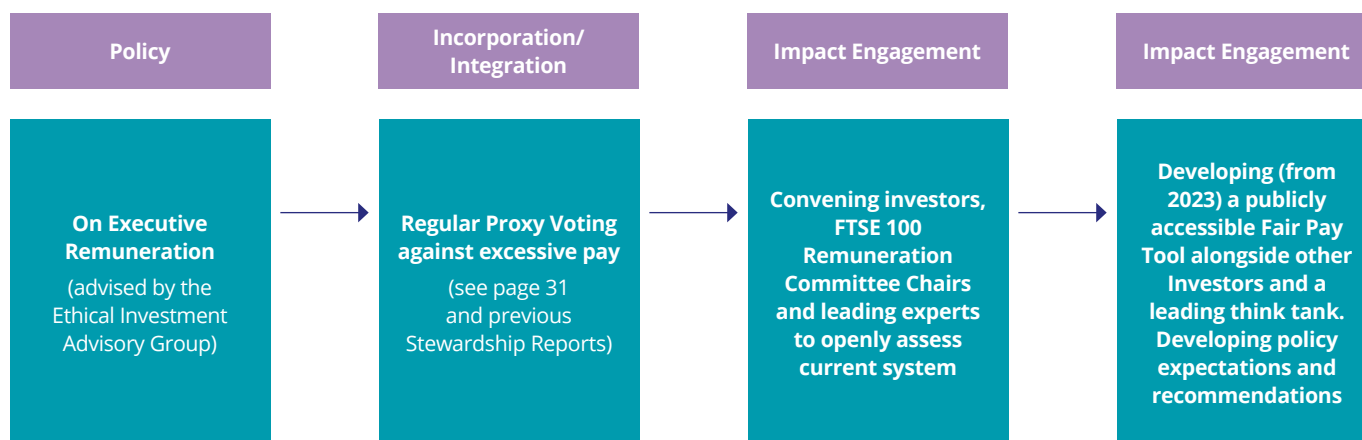 Policy
Incorporation/
Integration
Impact Engagement
Impact Engagement
On Executive
Remuneration
(advised by the
Ethical Investment
Advisory Group)
Regular Proxy Voting
against excessive pay
(see page 31
and previous
Stewardship Reports)
Convening investors,
FTSE 100
Remuneration
Committee Chairs
and leading experts
to openly assess
current system
Developing (from
2023) a publicly
accessible Fair Pay
Tool alongside other
Investors and a
leading think tank.
Developing policy
expectations and
recommendations